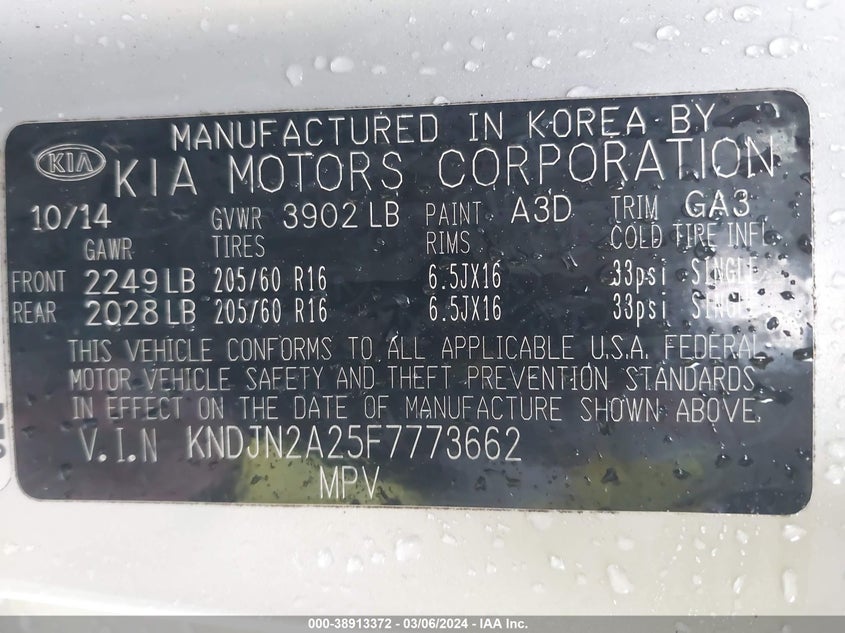 MANUFACTURED IN KOREA BY
KIA KIA MOTORS CORPORATION
10/14 GVWR 3902 LB PAINT A3D TRIM GA3
GAWR TIRES RIMS COLD TIRE INFL
FRONT 2249 LB 205/60 R16 6.5JX16 33psi SINGLE
REAR 2028 LB 205/60 R16 6.5JX16 33psi SINGLE
THIS VEHICLE CONFORMS TO ALL APPLICABLE U.S.A. FEDERAL
MOTOR VEHICLE SAFETY AND THEFT PREVENTION STANDARDS
IN EFFECT ON THE DATE OF MANUFACTURE SHOWN ABOVE.
V.I.N KNDJN2A25F7773662
MPV
000-38913372 - 03/06/2024 - IAA Inc.